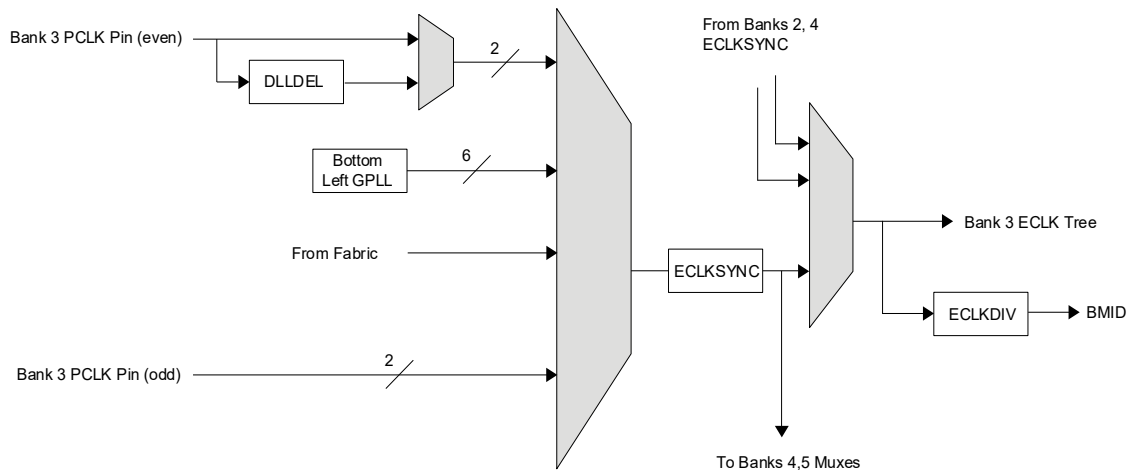 From Banks 2, 4
ECLKSYNC
Bank 3 PCLK Pin (even)
2
DLLDEL
6
Bottom
Left GPLL
Bank 3 ECLK Tree
From Fabric
ECLKSYNC
ECLKDIV
BMID
2
Bank 3 PCLK Pin (odd)
To Banks 4,5 Muxes